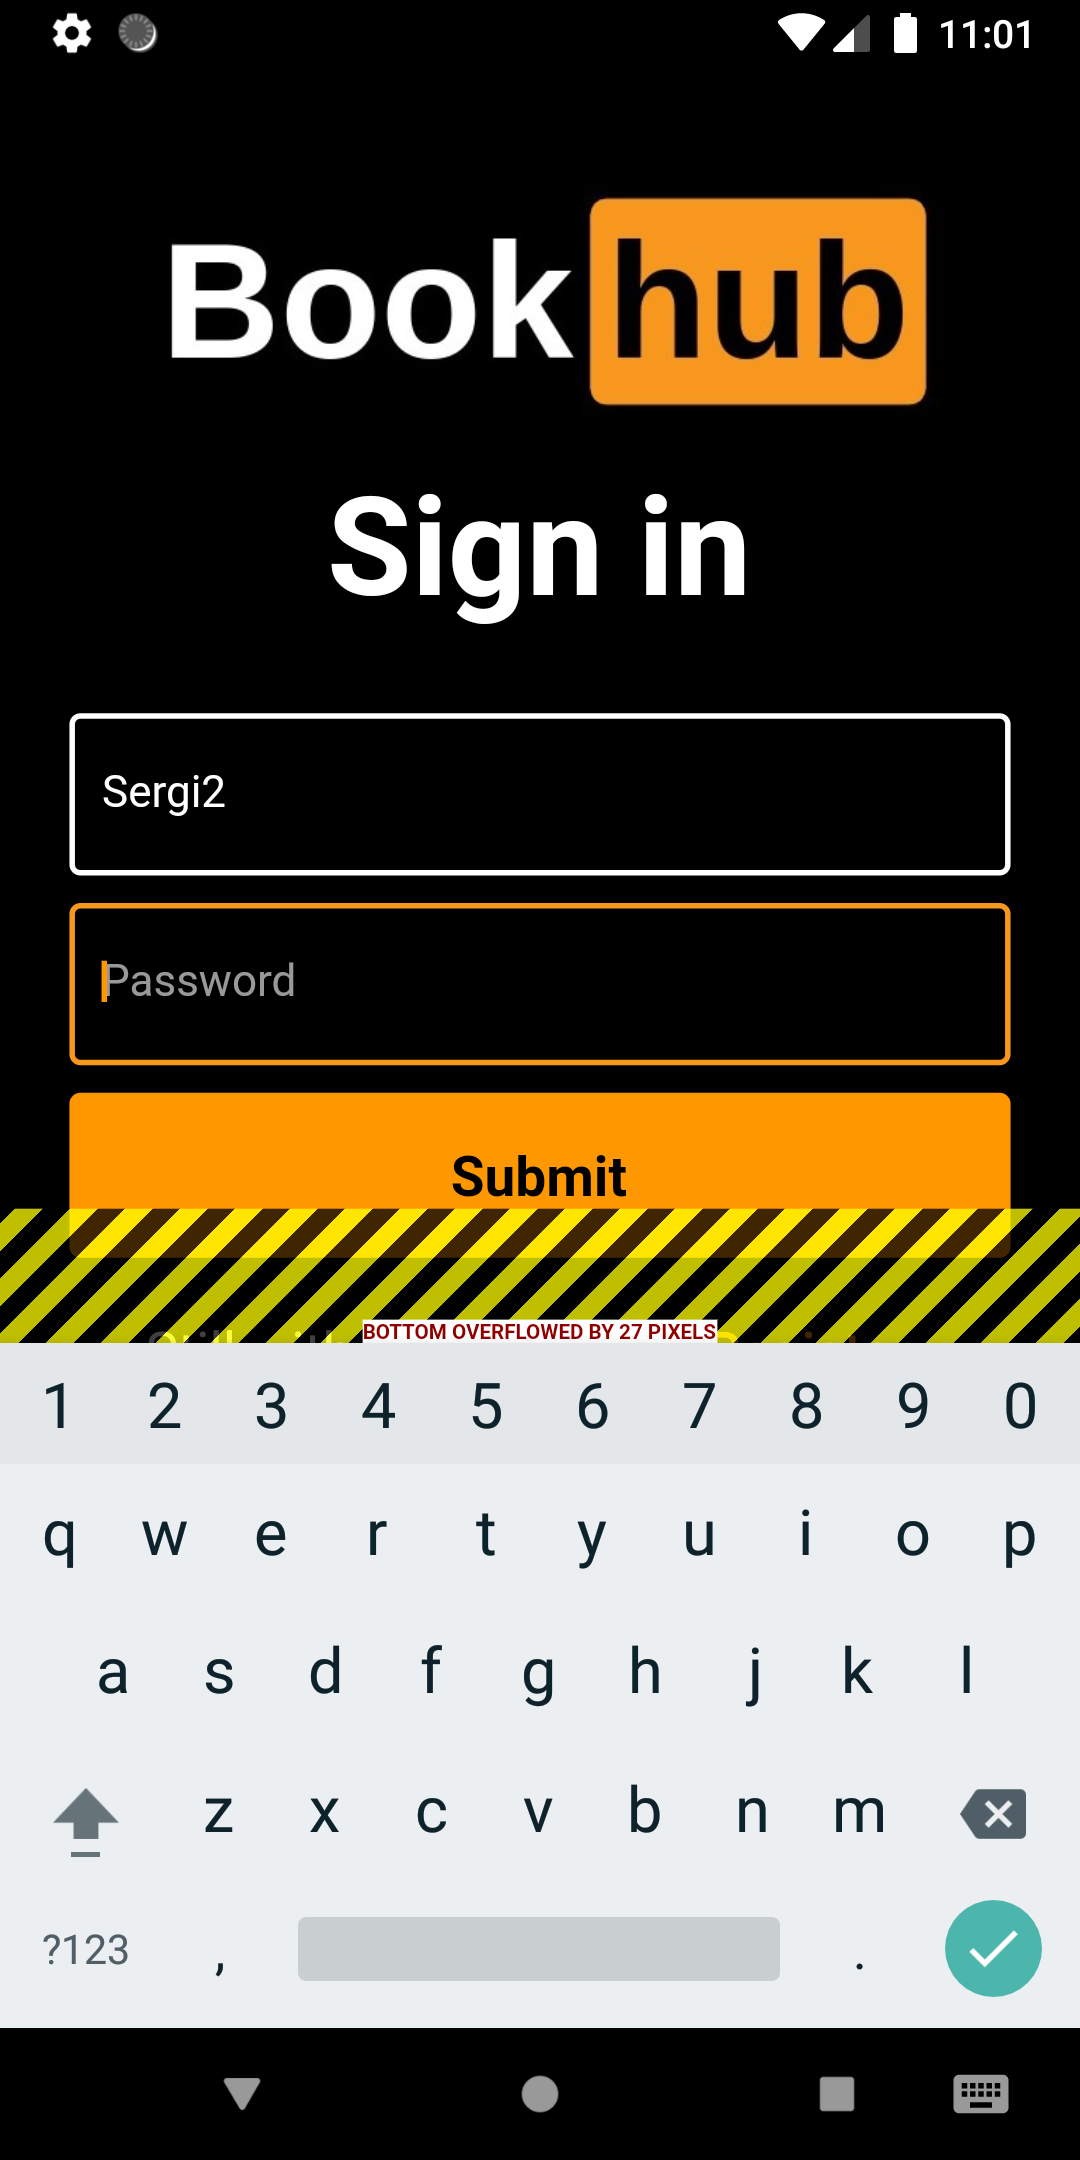 11:01
Book hub
Sign in
Sergi2
Password
Submit
BOTTOM OVERFLOWED BY 27 PIXELS
1 2 3 4 5 6 7 8 9 0
q w e r t y u i o p
a s d f g h j k l
z x c v b n m
?123 , .